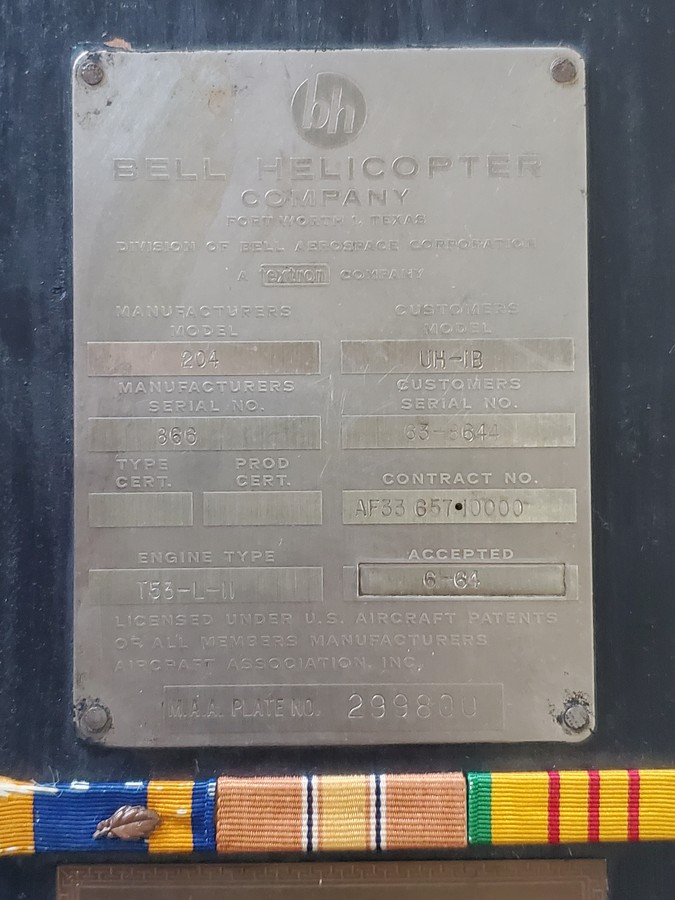 bh
BELL HELICOPTER
COMPANY
FORT WORTH 1, TEXAS
DIVISION OF BELL AEROSPACE CORPORATION
A textron COMPANY
MANUFACTURERS MODEL
204
CUSTOMERS MODEL
UH-1B
MANUFACTURERS SERIAL NO.
866
CUSTOMERS SERIAL NO.
63-8644
TYPE CERT.
PROD CERT.
CONTRACT NO.
AF33 657•10000
ENGINE TYPE
T53-L-11
ACCEPTED
6-64
LICENSED UNDER U.S. AIRCRAFT PATENTS
OF ALL MEMBERS MANUFACTURERS
AIRCRAFT ASSOCIATION, INC.
M.A.A. PLATE NO. 299800